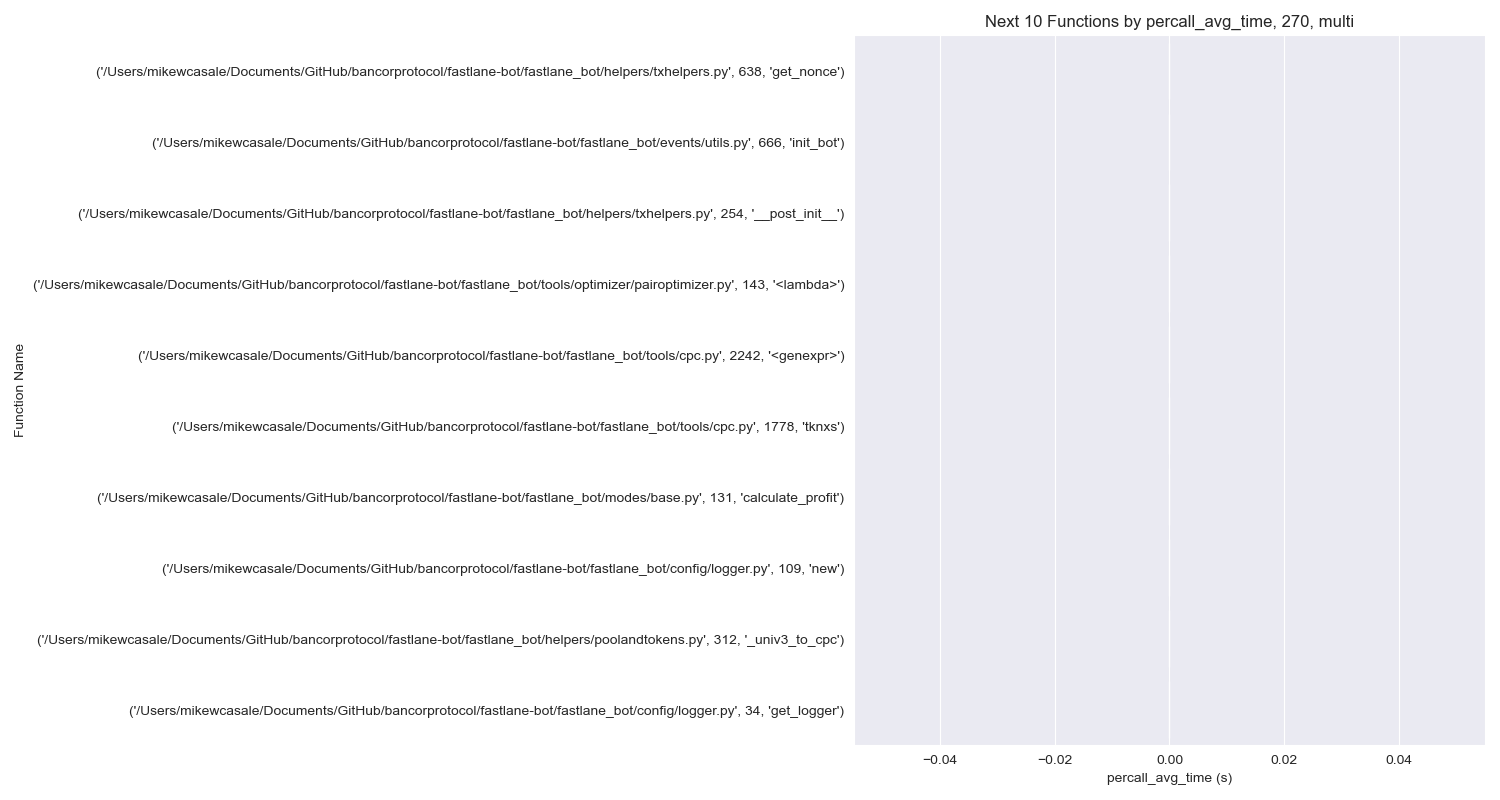 Next 10 Functions by percall_avg_time, 270, multi
('/Users/mikewcasale/Documents/GitHub/bancorprotocol/fastlane-bot/fastlane_bot/helpers/txhelpers.py', 638, 'get_nonce')
('/Users/mikewcasale/Documents/GitHub/bancorprotocol/fastlane-bot/fastlane_bot/events/utils.py', 666, 'init_bot')
('/Users/mikewcasale/Documents/GitHub/bancorprotocol/fastlane-bot/fastlane_bot/helpers/txhelpers.py', 254, '__post_init__')
('/Users/mikewcasale/Documents/GitHub/bancorprotocol/fastlane-bot/fastlane_bot/tools/optimizer/pairoptimizer.py', 143, '<lambda>')
('/Users/mikewcasale/Documents/GitHub/bancorprotocol/fastlane-bot/fastlane_bot/tools/cpc.py', 2242, '<genexpr>')
('/Users/mikewcasale/Documents/GitHub/bancorprotocol/fastlane-bot/fastlane_bot/tools/cpc.py', 1778, 'tknxs')
('/Users/mikewcasale/Documents/GitHub/bancorprotocol/fastlane-bot/fastlane_bot/modes/base.py', 131, 'calculate_profit')
('/Users/mikewcasale/Documents/GitHub/bancorprotocol/fastlane-bot/fastlane_bot/config/logger.py', 109, 'new')
('/Users/mikewcasale/Documents/GitHub/bancorprotocol/fastlane-bot/fastlane_bot/helpers/poolandtokens.py', 312, '_univ3_to_cpc')
('/Users/mikewcasale/Documents/GitHub/bancorprotocol/fastlane-bot/fastlane_bot/config/logger.py', 34, 'get_logger')
Function Name
−0.04 −0.02 0.00 0.02 0.04
percall_avg_time (s)